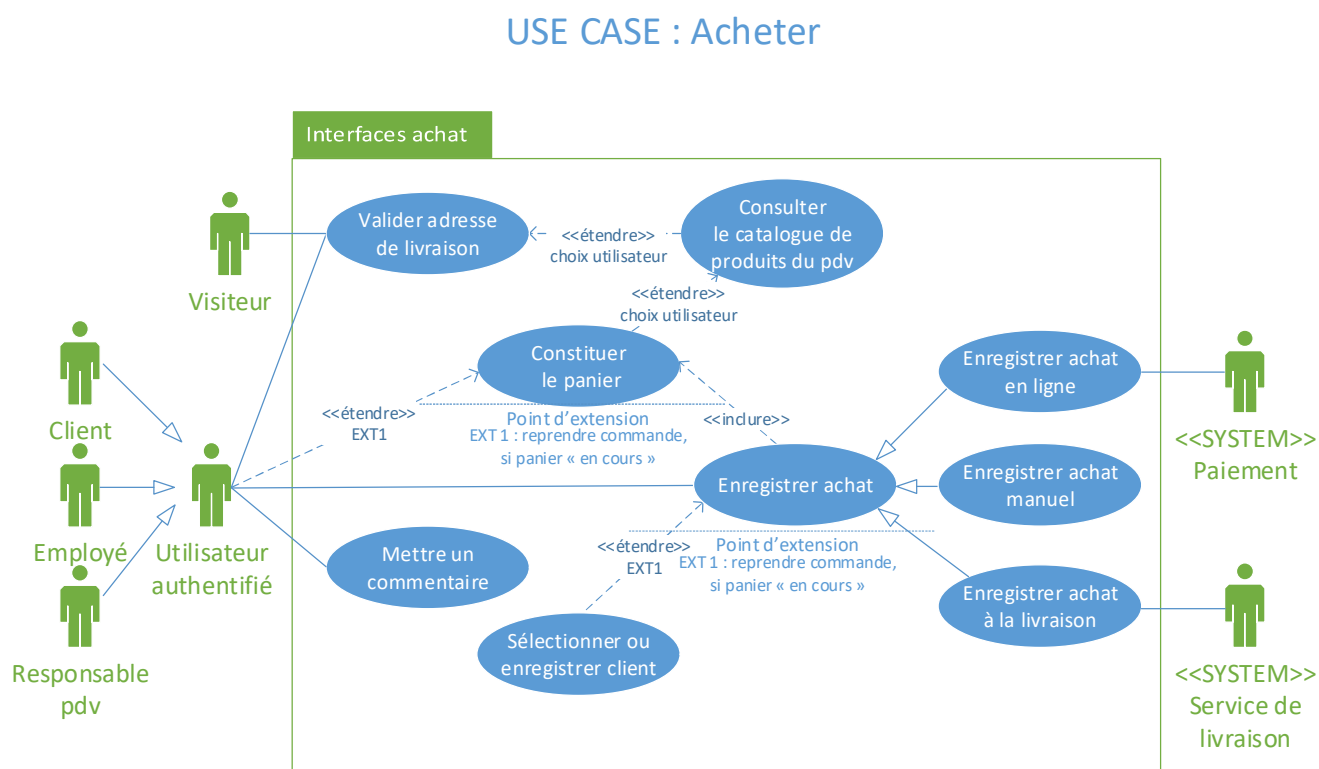 USE CASE : Acheter
Interfaces achat
Visiteur
Valider adresse
de livraison
<<étendre>>
choix utilisateur
Consulter
le catalogue de
produits du pdv
<<étendre>>
choix utilisateur
Client
Constituer
le panier
Enregistrer achat
en ligne
<<SYSTEM>>
Paiement
<<étendre>>
EXT1
Point d’extension
EXT 1 : reprendre commande,
si panier « en cours »
<<inclure>>
Employé
Utilisateur
authentifié
Enregistrer achat
Enregistrer achat
manuel
Mettre un
commentaire
<<étendre>>
EXT1
Point d’extension
EXT 1 : reprendre commande,
si panier « en cours »
Enregistrer achat
à la livraison
Sélectionner ou
enregistrer client
Responsable
pdv
<<SYSTEM>>
Service de
livraison